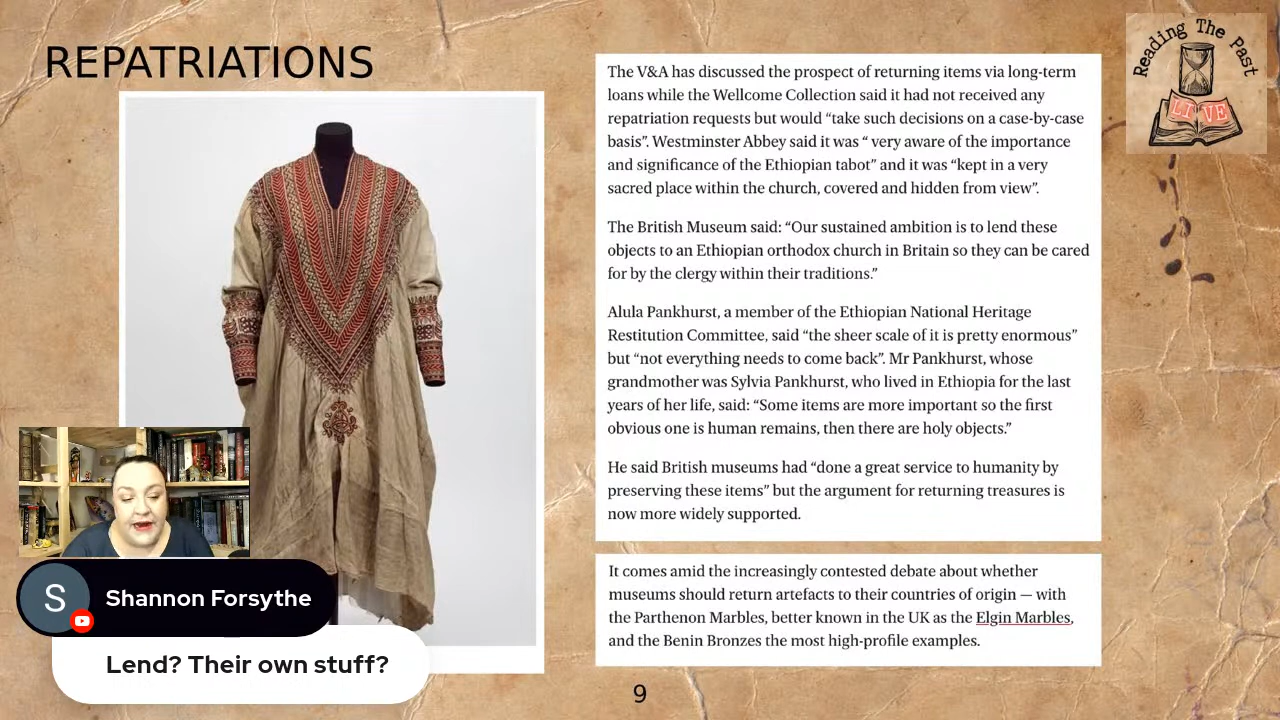 REPATRIATIONS
Reading The Past
LIVE
The V&A has discussed the prospect of returning items via long-term
loans while the Wellcome Collection said it had not received any
repatriation requests but would “take such decisions on a case-by-case
basis”. Westminster Abbey said it was “ very aware of the importance
and significance of the Ethiopian tabot” and it was “kept in a very
sacred place within the church, covered and hidden from view”.
The British Museum said: “Our sustained ambition is to lend these
objects to an Ethiopian orthodox church in Britain so they can be cared
for by the clergy within their traditions.”
Alula Pankhurst, a member of the Ethiopian National Heritage
Restitution Committee, said “the sheer scale of it is pretty enormous”
but “not everything needs to come back”. Mr Pankhurst, whose
grandmother was Sylvia Pankhurst, who lived in Ethiopia for the last
years of her life, said: “Some items are more important so the first
obvious one is human remains, then there are holy objects.”
He said British museums had “done a great service to humanity by
preserving these items” but the argument for returning treasures is
now more widely supported.
It comes amid the increasingly contested debate about whether
museums should return artefacts to their countries of origin — with
the Parthenon Marbles, better known in the UK as the Elgin Marbles,
and the Benin Bronzes the most high-profile examples.
S
Shannon Forsythe
Lend? Their own stuff?
9